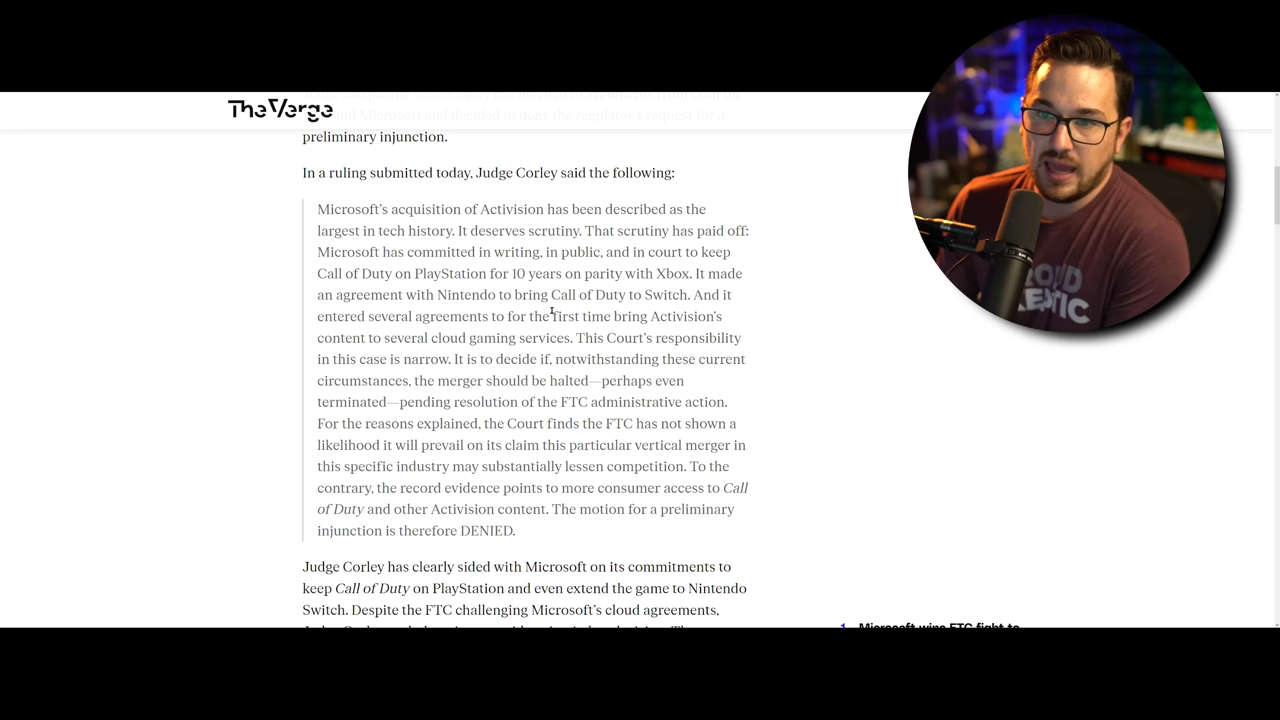 The Verge
and Microsoft and decided to deny the regulator's request for a
preliminary injunction.
In a ruling submitted today, Judge Corley said the following:
Microsoft's acquisition of Activision has been described as the
largest in tech history. It deserves scrutiny. That scrutiny has paid off:
Microsoft has committed in writing, in public, and in court to keep
Call of Duty on PlayStation for 10 years on parity with Xbox. It made
an agreement with Nintendo to bring Call of Duty to Switch. And it
entered several agreements to for the first time bring Activision's
content to several cloud gaming services. This Court's responsibility
in this case is narrow. It is to decide if, notwithstanding these current
circumstances, the merger should be halted—perhaps even
terminated—pending resolution of the FTC administrative action.
For the reasons explained, the Court finds the FTC has not shown a
likelihood it will prevail on its claim this particular vertical merger in
this specific industry may substantially lessen competition. To the
contrary, the record evidence points to more consumer access to Call
of Duty and other Activision content. The motion for a preliminary
injunction is therefore DENIED.
Judge Corley has clearly sided with Microsoft on its commitments to
keep Call of Duty on PlayStation and even extend the game to Nintendo
Switch. Despite the FTC challenging Microsoft's cloud agreements,
1 Microsoft wins FTC fight to